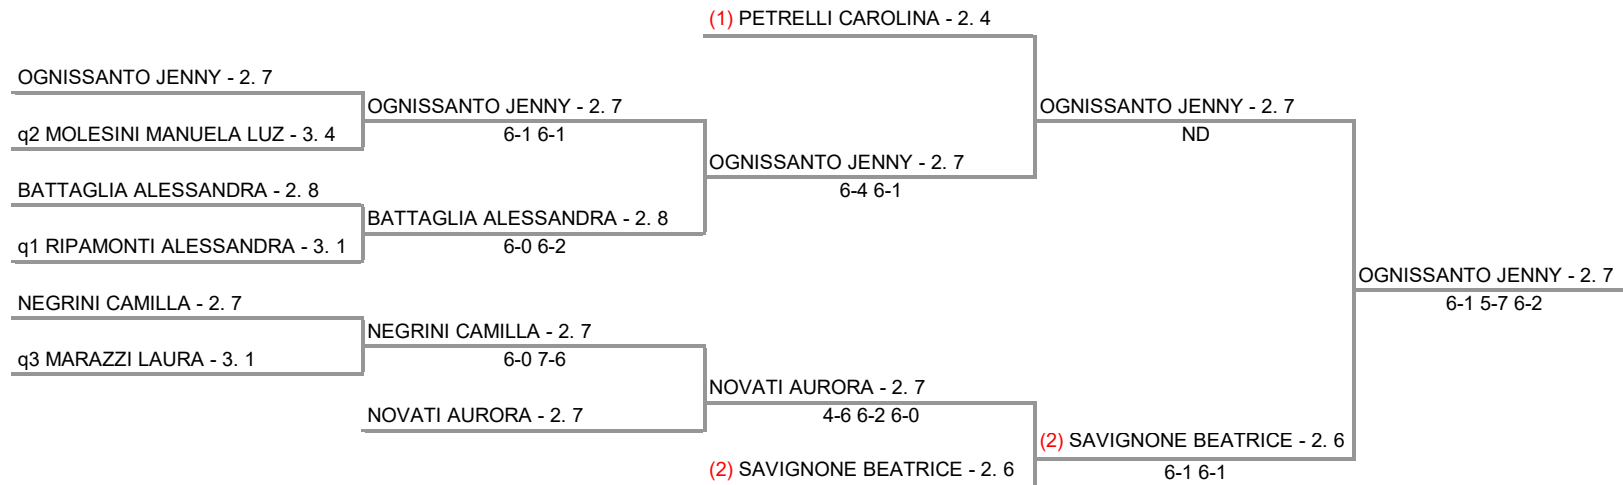 (1) PETRELLI CAROLINA - 2. 4
OGNISSANTO JENNY - 2. 7
OGNISSANTO JENNY - 2. 7
OGNISSANTO JENNY - 2. 7
q2 MOLESINI MANUELA LUZ - 3. 4
6-1 6-1
ND
OGNISSANTO JENNY - 2. 7
BATTAGLIA ALESSANDRA - 2. 8
6-4 6-1
BATTAGLIA ALESSANDRA - 2. 8
q1 RIPAMONTI ALESSANDRA - 3. 1
6-0 6-2
OGNISSANTO JENNY - 2. 7
NEGRINI CAMILLA - 2. 7
6-1 5-7 6-2
NEGRINI CAMILLA - 2. 7
q3 MARAZZI LAURA - 3. 1
6-0 7-6
NOVATI AURORA - 2. 7
NOVATI AURORA - 2. 7
4-6 6-2 6-0
(2) SAVIGNONE BEATRICE - 2. 6
(2) SAVIGNONE BEATRICE - 2. 6
6-1 6-1